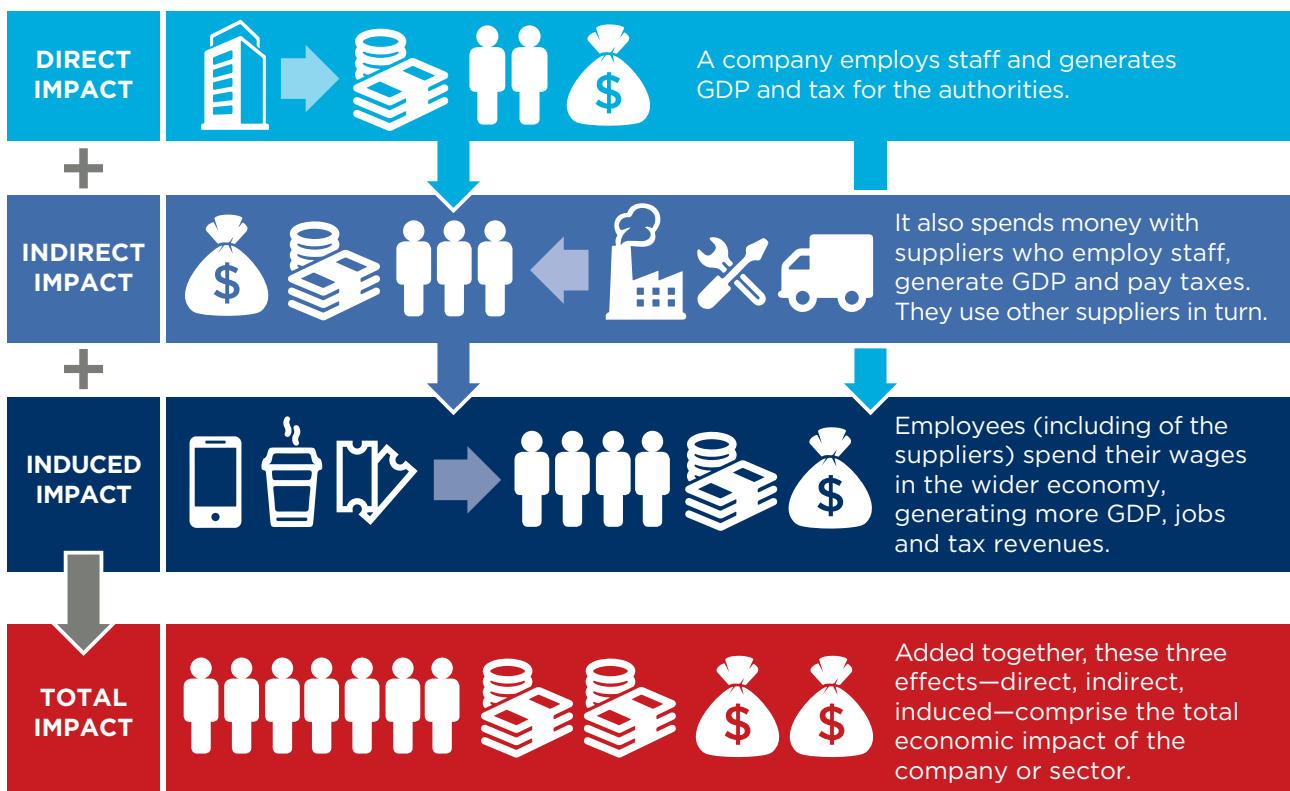 DIRECT
IMPACT
$
A company employs staff and generates
GDP and tax for the authorities.
+
INDIRECT
IMPACT
$
It also spends money with
suppliers who employ staff,
generate GDP and pay taxes.
They use other suppliers in turn.
+
INDUCED
IMPACT
$
Employees (including of the
suppliers) spend their wages
in the wider economy,
generating more GDP, jobs
and tax revenues.
TOTAL
IMPACT
$ $
Added together, these three
effects—direct, indirect,
induced—comprise the total
economic impact of the
company or sector.